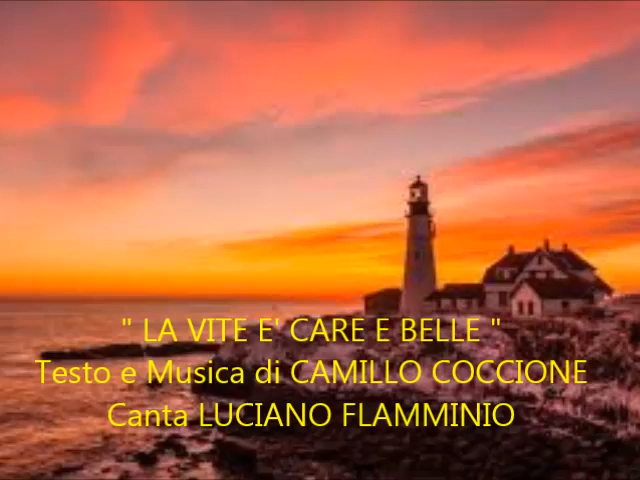 " LA VITE E' CARE E BELLE "
Testo e Musica di CAMILLO COCCIONE
Canta LUCIANO FLAMMINIO